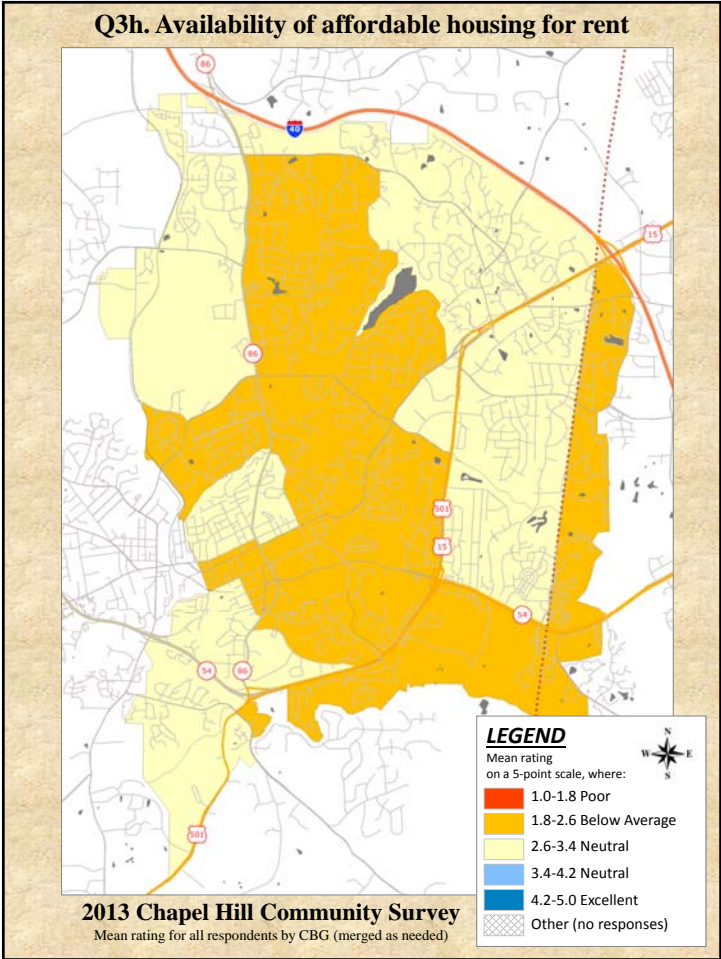 Q3h. Availability of affordable housing for rent
86
40
15
86
501
15
54
54
86
501
LEGEND
Mean rating
on a 5-point scale, where:
N
W E
S
1.0-1.8 Poor
1.8-2.6 Below Average
2.6-3.4 Neutral
3.4-4.2 Neutral
4.2-5.0 Excellent
Other (no responses)
2013 Chapel Hill Community Survey
Mean rating for all respondents by CBG (merged as needed)